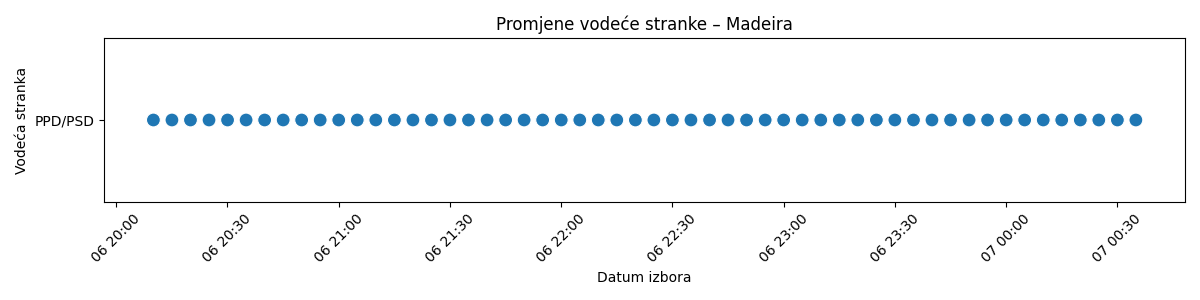 Promjene vodeće stranke – Madeira
Vodeća stranka
PPD/PSD
06 20:00
06 20:30
06 21:00
06 21:30
06 22:00
06 22:30
06 23:00
06 23:30
07 00:00
07 00:30
Datum izbora